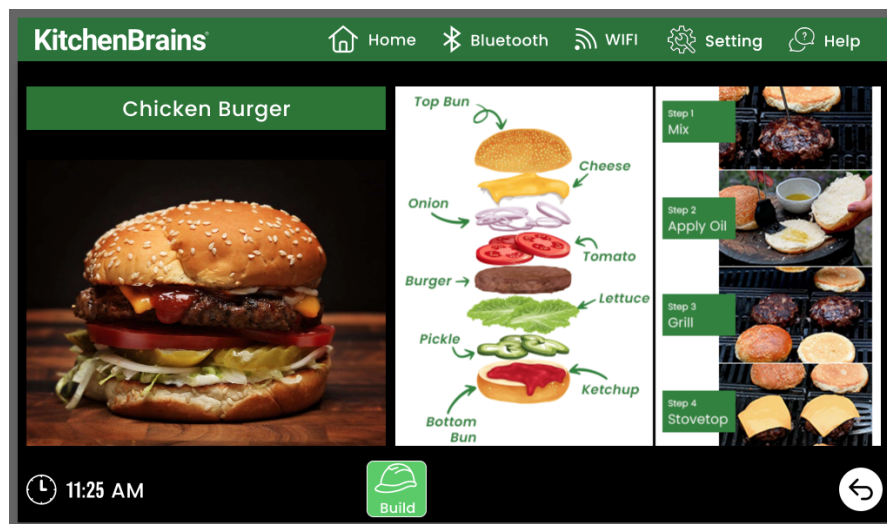 KitchenBrains
Home
Bluetooth
WIFI
Setting
Help
Chicken Burger
Top Bun
Cheese
Onion
Tomato
Burger
Lettuce
Pickle
Ketchup
Bottom
Bun
Step 1
Mix
Step 2
Apply Oil
Step 3
Grill
Step 4
Stovetop
11:25 AM
Build